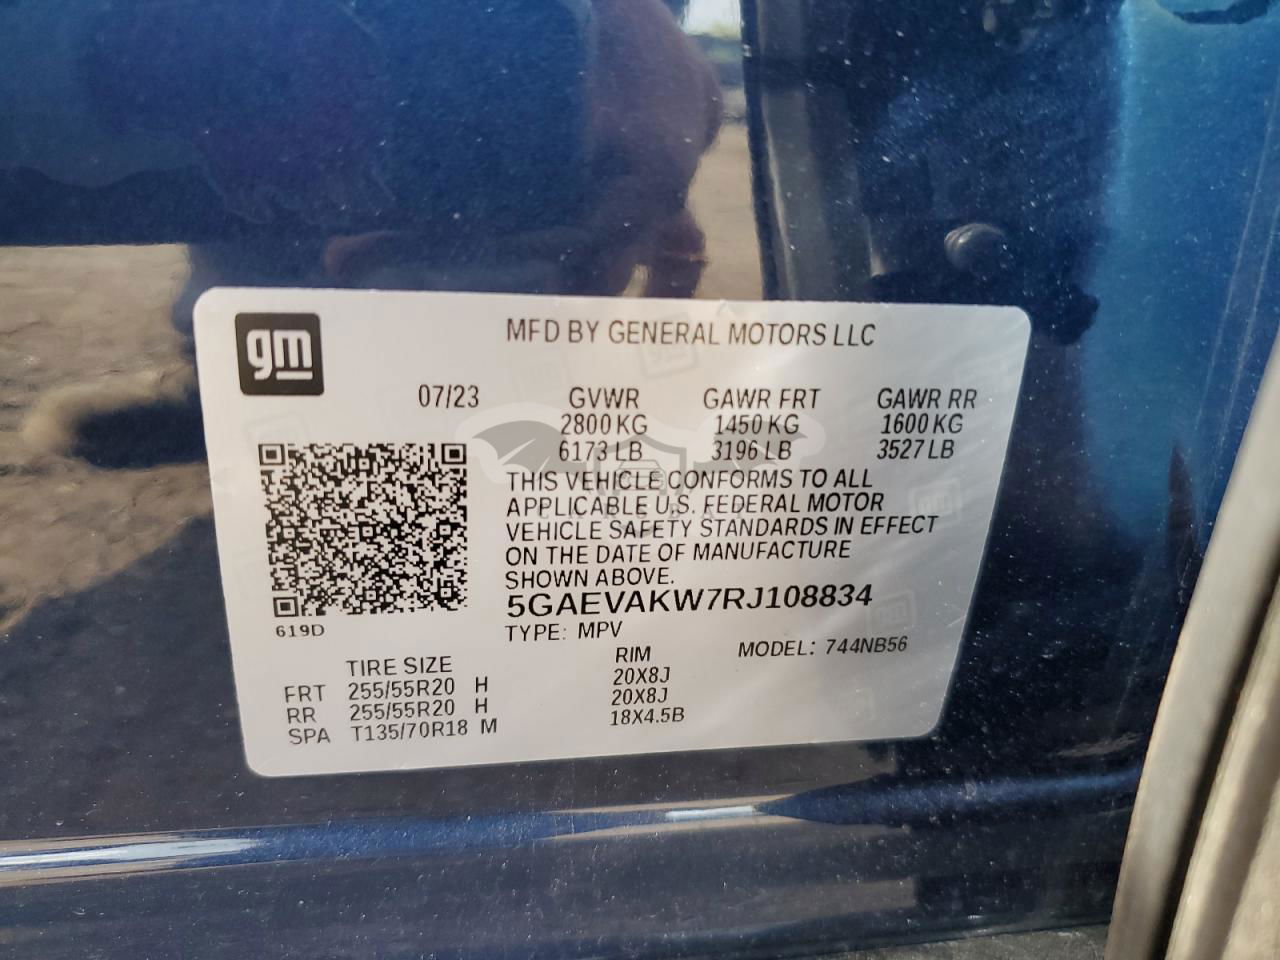 gm
MFD BY GENERAL MOTORS LLC
07/23 GVWR GAWR FRT GAWR RR
2800 KG 1450 KG 1600 KG
6173 LB 3196 LB 3527 LB
THIS VEHICLE CONFORMS TO ALL
APPLICABLE U.S. FEDERAL MOTOR
VEHICLE SAFETY STANDARDS IN EFFECT
ON THE DATE OF MANUFACTURE
SHOWN ABOVE.
5GAEVAKW7RJ108834
619D
TYPE: MPV
MODEL: 744NB56
TIRE SIZE RIM
FRT 255/55R20 H 20X8J
RR 255/55R20 H 20X8J
SPA T135/70R18 M 18X4.5B